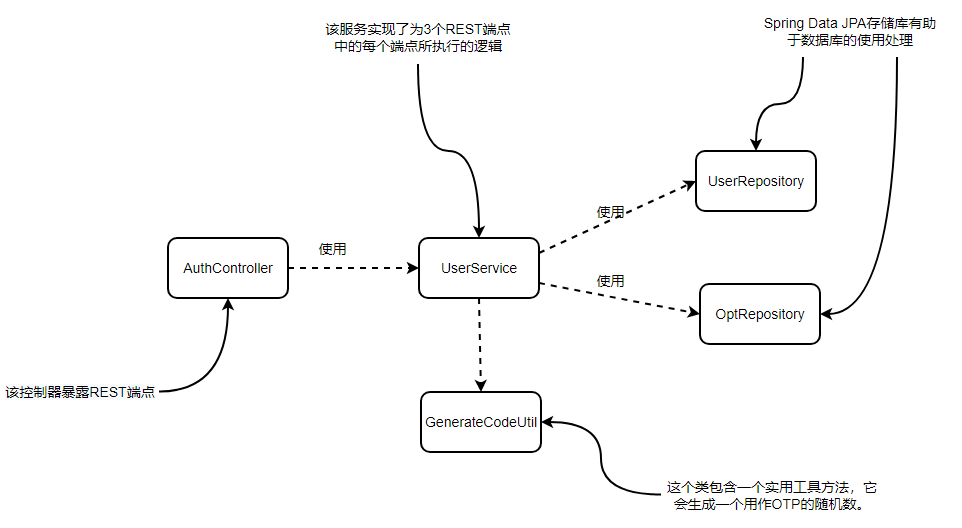 该服务实现了为3个REST端点
中的每个端点所执行的逻辑
Spring Data JPA存储库有助
于数据库的使用处理
UserRepository
使用
AuthController
使用
UserService
使用
OptRepository
该控制器暴露REST端点
GenerateCodeUtil
这个类包含一个实用工具方法，它
会生成一个用作OTP的随机数。